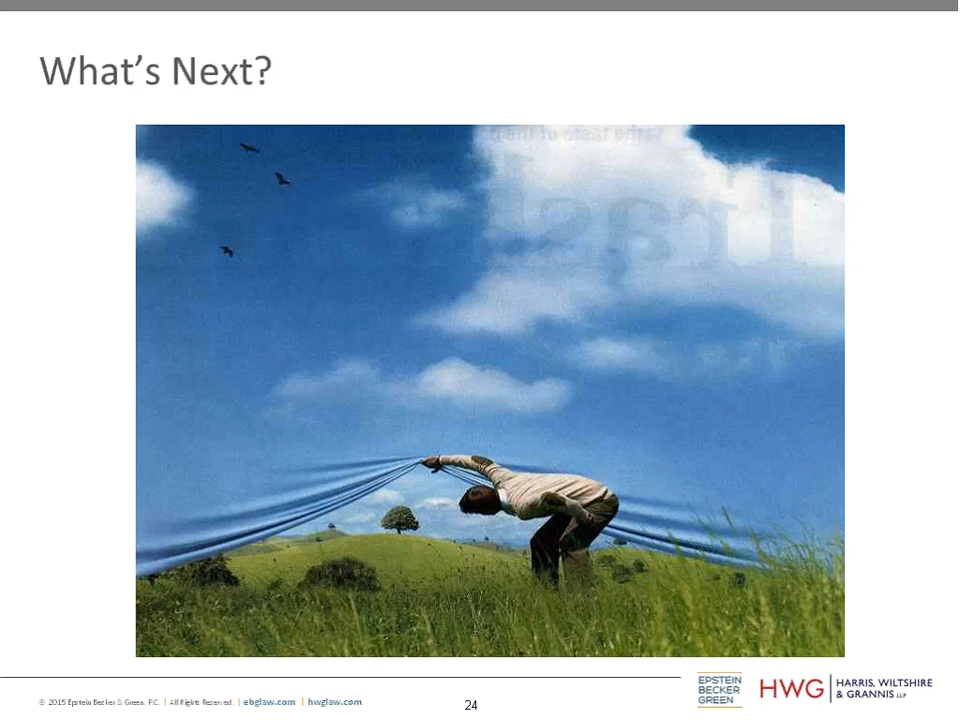 What's Next?
© 2015 Epstein Becker & Green, P.C. | All Rights Reserved. | ebglaw.com | hwglaw.com
24
EPSTEIN
BECKER
GREEN
HWG
HARRIS, WILTSHIRE
& GRANNIS LLP